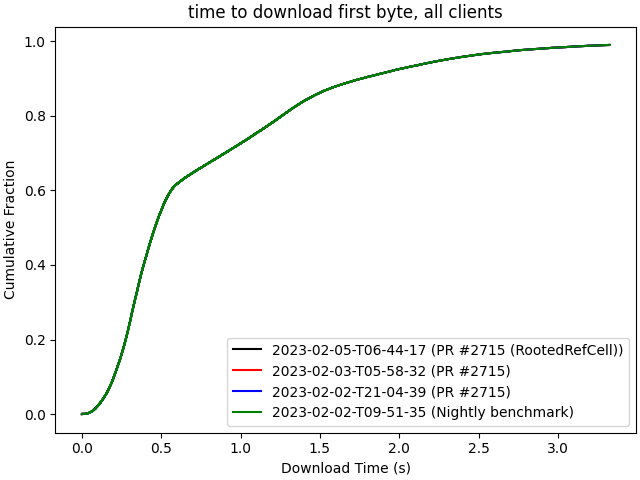 time to download first byte, all clients
Cumulative Fraction
1.0
0.8
0.6
0.4
0.2
0.0
2023-02-05-T06-44-17 (PR #2715 (RootedRefCell))
2023-02-03-T05-58-32 (PR #2715)
2023-02-02-T21-04-39 (PR #2715)
2023-02-02-T09-51-35 (Nightly benchmark)
0.0 0.5 1.0 1.5 2.0 2.5 3.0
Download Time (s)